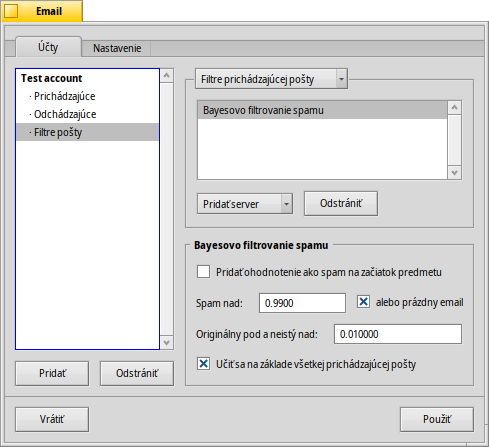 Email
Účty
Nastavenie
Test account
· Prichádzajúce
· Odchádzajúce
· Filtre pošty
Pridať
Odstrániť
Filtre prichádzajúcej pošty
Bayesovo filtrovanie spamu
Pridať server
Odstrániť
Bayesovo filtrovanie spamu
Pridať ohodnotenie ako spam na začiatok predmetu
Spam nad:
0.9900
alebo prázdny email
Originálny pod a neistý nad:
0.010000
Učiť sa na základe všetkej prichádzajúcej pošty
Vrátiť
Použiť